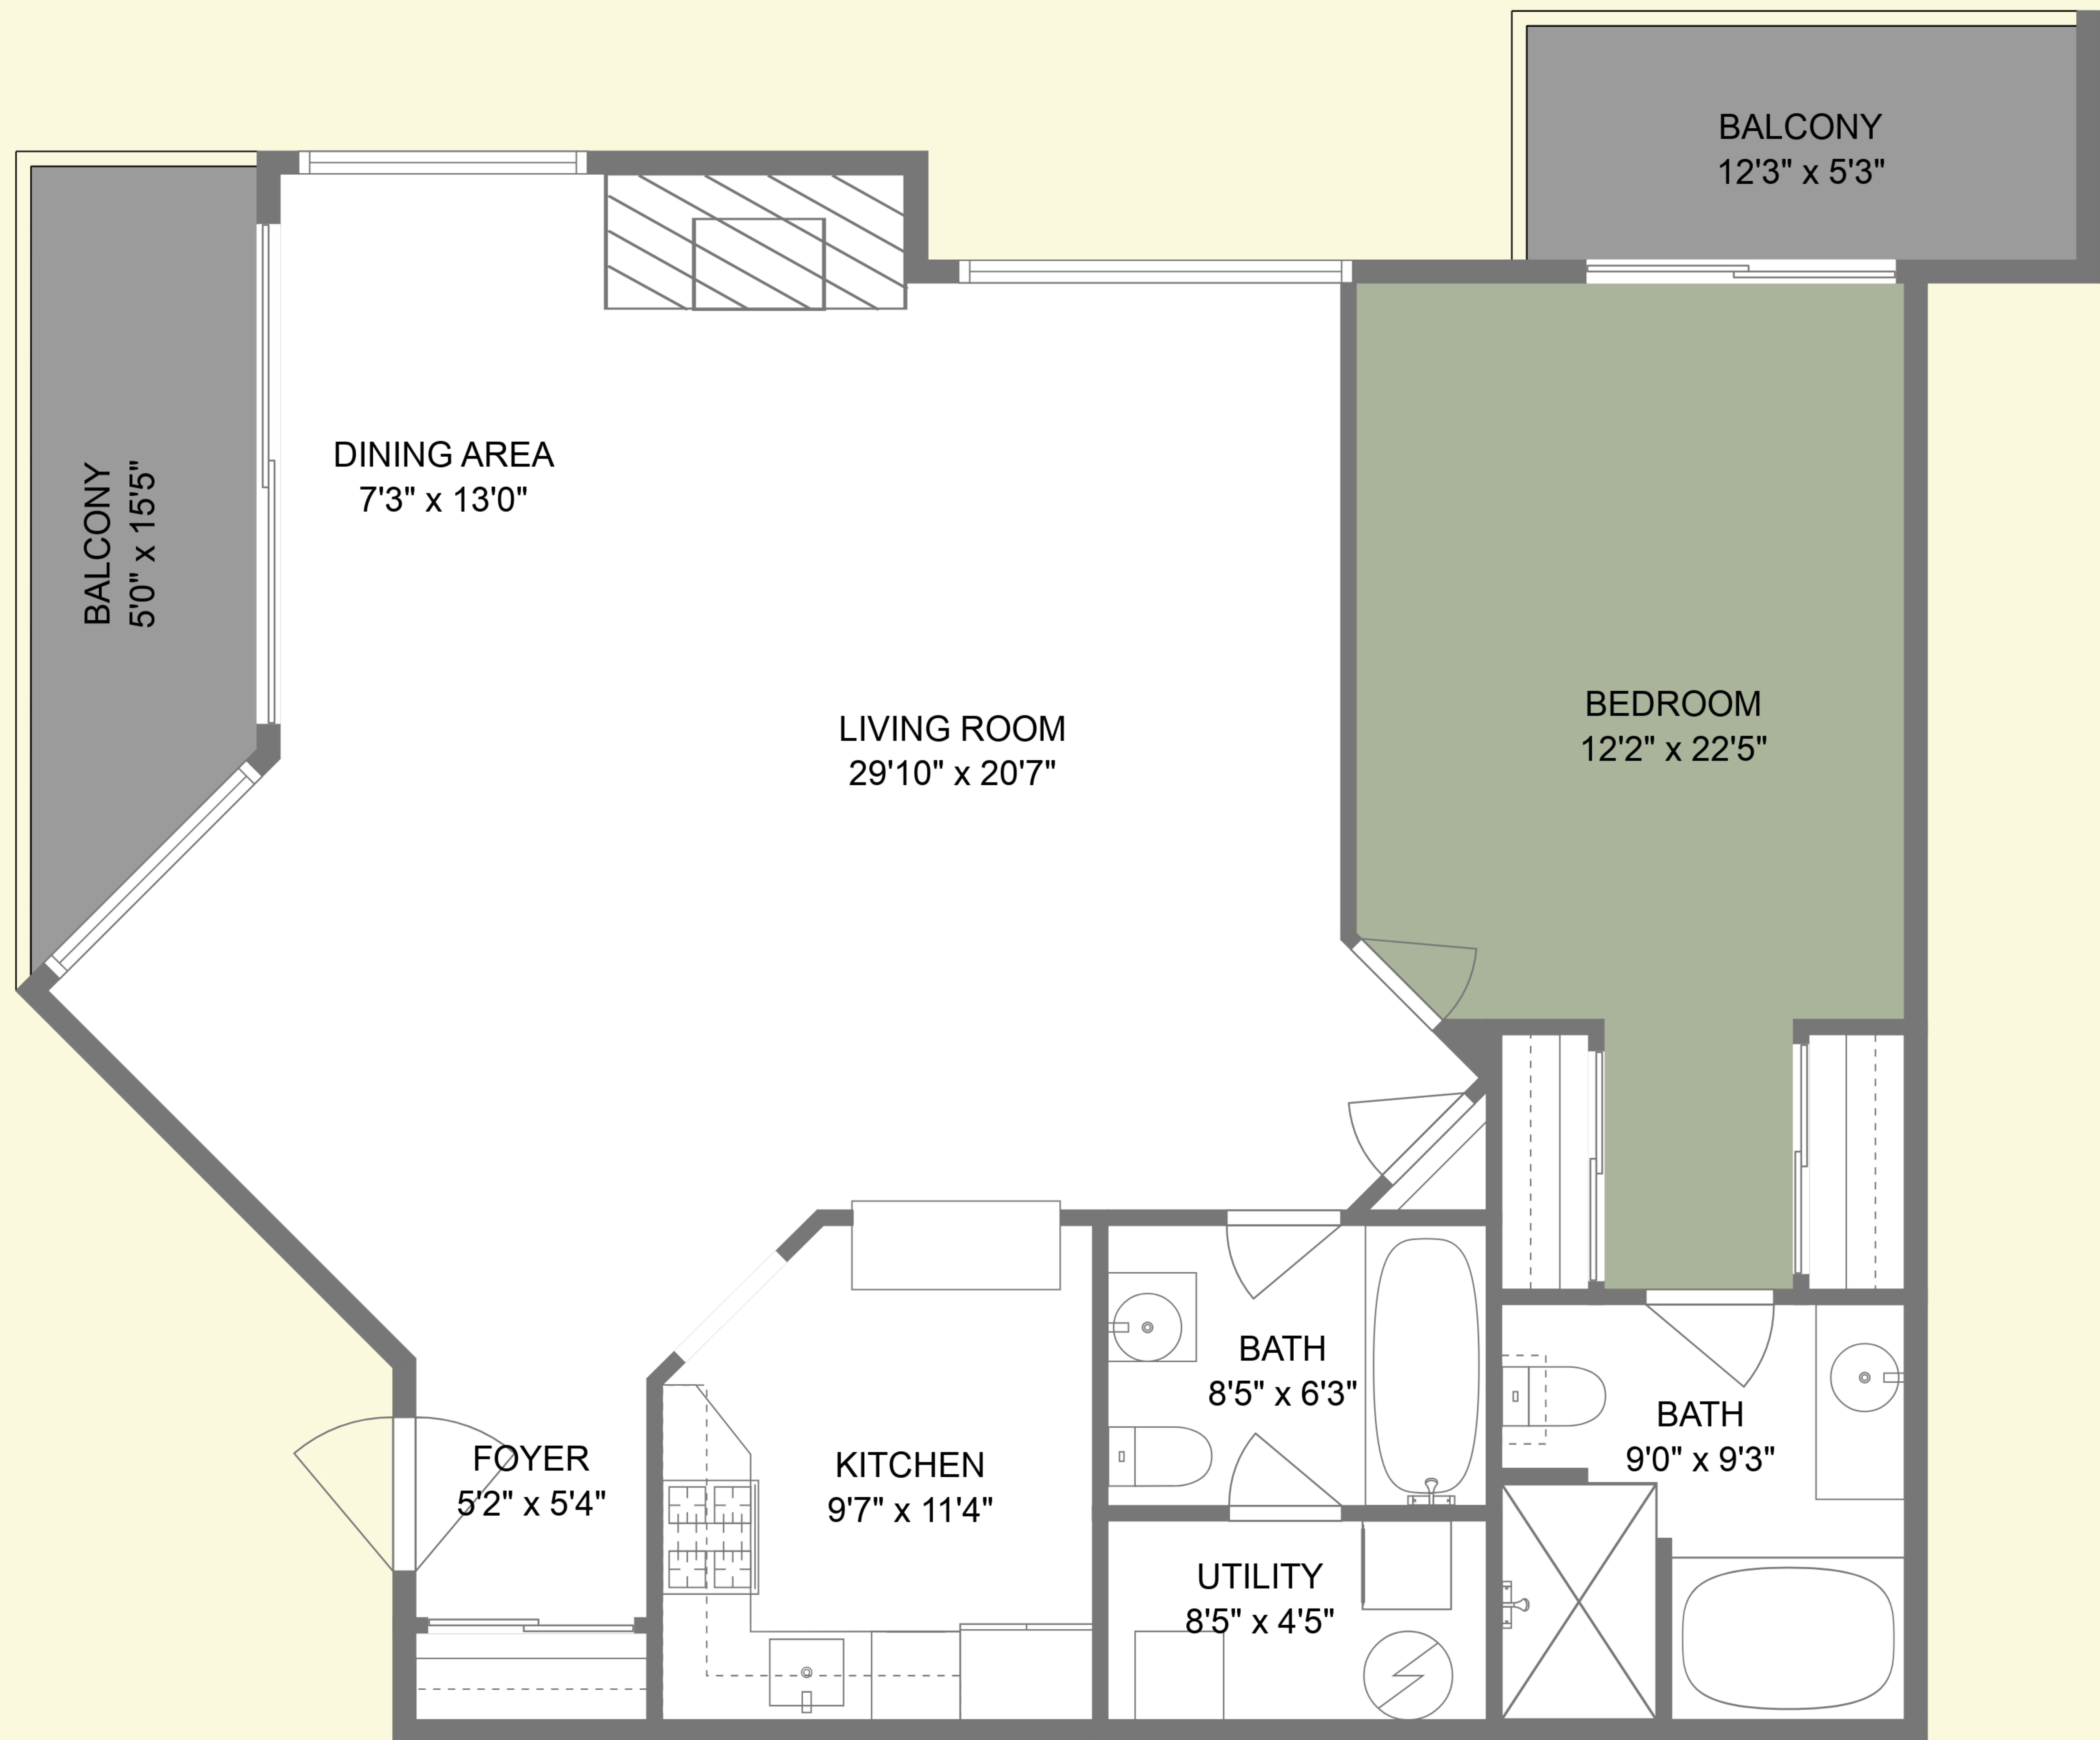 BALCONY
12'3" x 5'3"
DINING AREA
7'3" x 13'0"
BALCONY
5'0" x 15'5"
LIVING ROOM
29'10" x 20'7"
BEDROOM
12'2" x 22'5"
BATH
8'5" x 6'3"
BATH
9'0" x 9'3"
FOYER
5'2" x 5'4"
KITCHEN
9'7" x 11'4"
UTILITY
8'5" x 4'5"